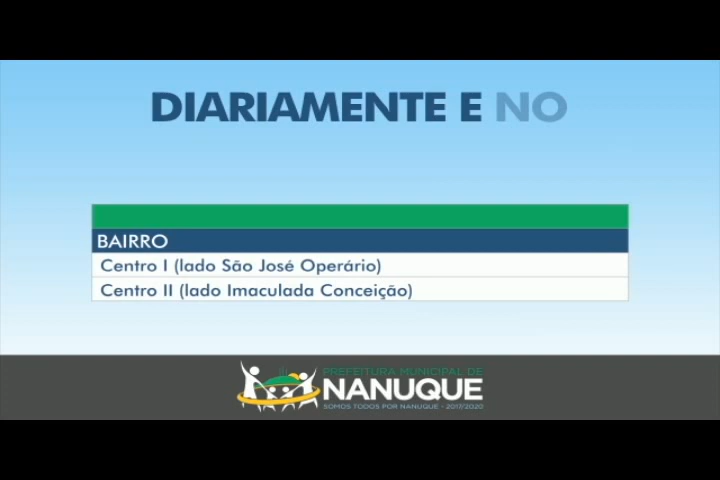 DIARIAMENTE E NO
BAIRRO
Centro I (lado São José Operário)
Centro II (lado Imaculada Conceição)
PREFEITURA MUNICIPAL DE
NANUQUE
SOMOS TODOS POR NANUQUE - 2017/2020